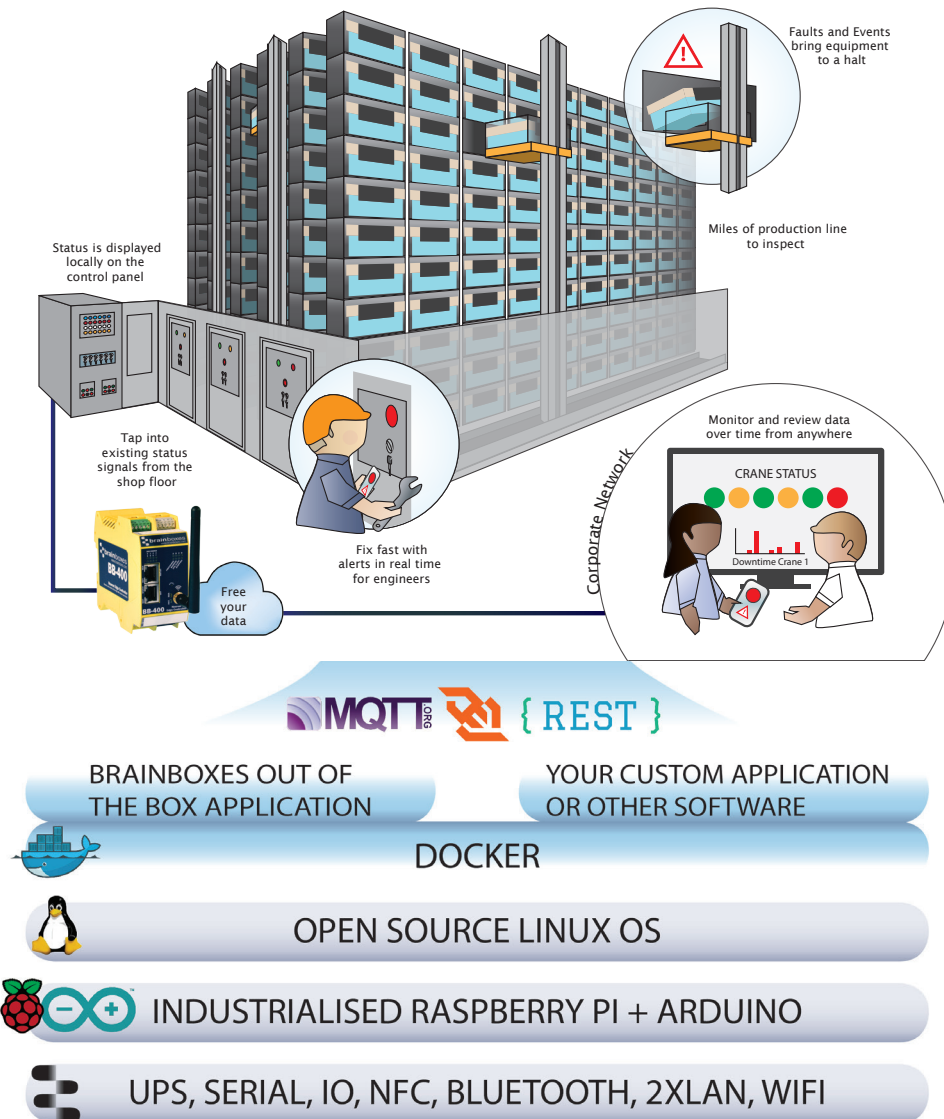 Faults and Events
bring equipment
to a halt
Miles of production line
to inspect
Status is displayed
locally on the
control panel
Tap into
existing status
signals from the
shop floor
brainboxes
BB-400
BB-400
Free
your
data
Fix fast with
alerts in real time
for engineers
Corporate Network
Monitor and review data
over time from anywhere
CRANE STATUS
Downtime Crane 1
MQTT.ORG
{ REST }
BRAINBOXES OUT OF
THE BOX APPLICATION
YOUR CUSTOM APPLICATION
OR OTHER SOFTWARE
DOCKER
OPEN SOURCE LINUX OS
INDUSTRIALISED RASPBERRY PI + ARDUINO
UPS, SERIAL, IO, NFC, BLUETOOTH, 2XLAN, WIFI